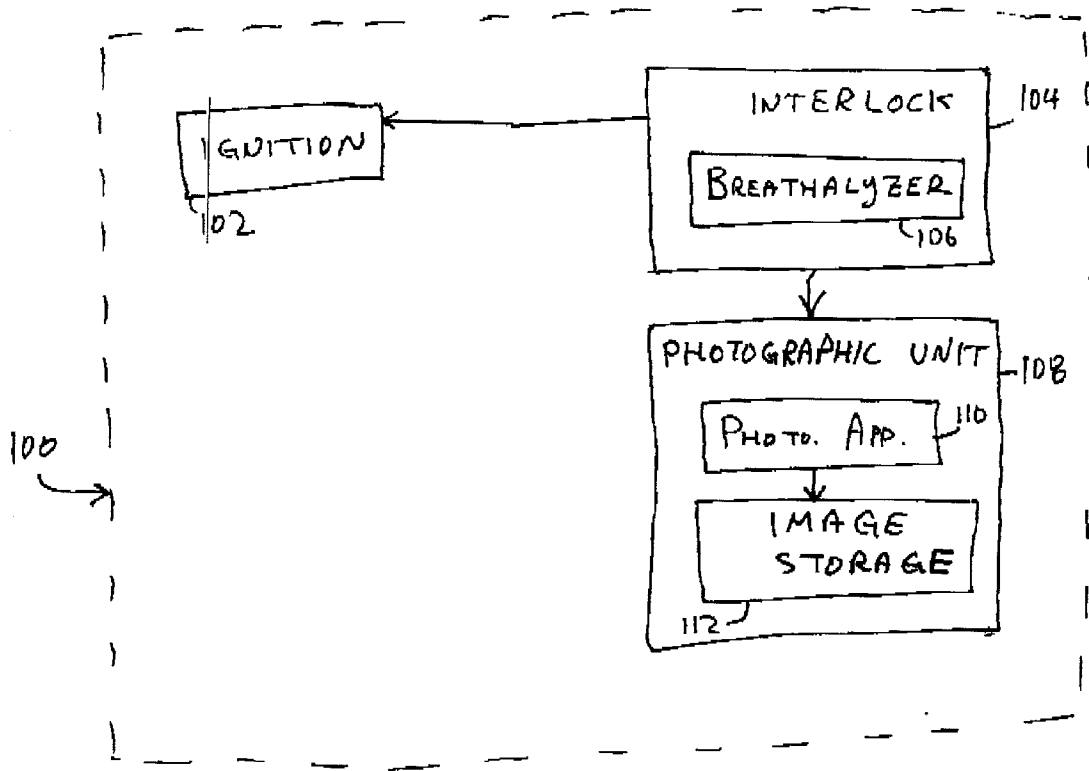 INTERLOCK
104
IGNITION
102
BREATHALYZER
106
PHOTOGRAPHIC UNIT
108
PHOTO. APP.
110
100
IMAGE
STORAGE
112